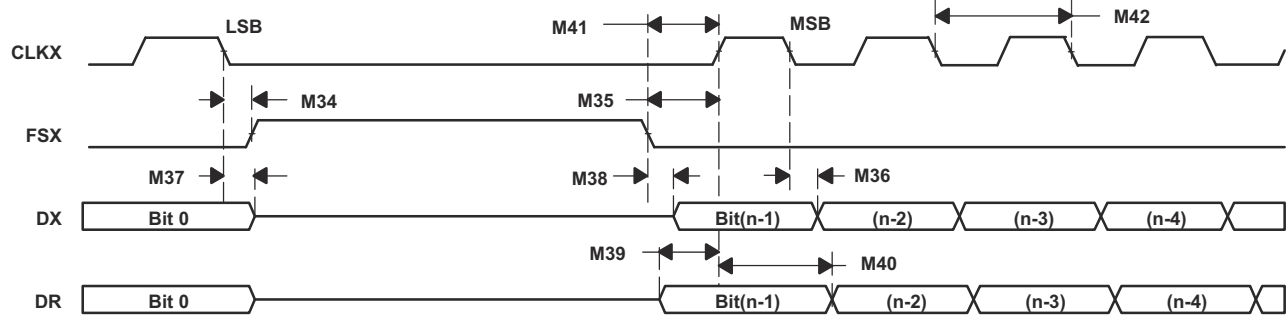 LSB
M41
MSB
M42
CLKX
M34
M35
FSX
M37
M38
M36
DX
Bit 0
Bit(n-1)
(n-2)
(n-3)
(n-4)
M39
M40
DR
Bit 0
Bit(n-1)
(n-2)
(n-3)
(n-4)